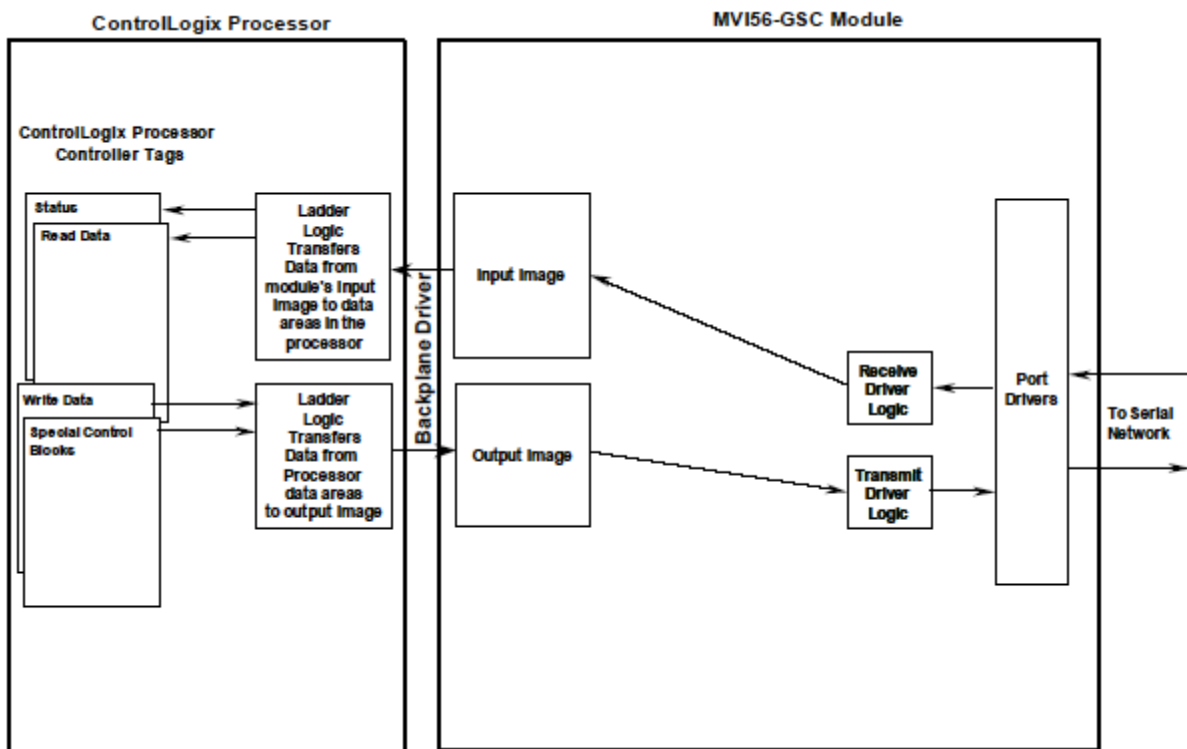 ControlLogix Processor
MVI56-GSC Module
ControlLogix Processor
Controller Tags
Status
Read Data
Write Data
Special Control
Blocks
Ladder
Logic
Transfers
Data from
module's Input
Image to data
areas in the
processor
Ladder
Logic
Transfers
Data from
Processor
data areas
to output Image
Backplane Driver
Input Image
Output Image
Receive
Driver
Logic
Transmit
Driver
Logic
Port
Drivers
To Serial
Network